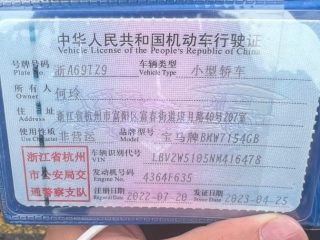 中华人民共和国机动车行驶证
Vehicle License of the People's Republic of China
号牌号码 浙A69TZ9 车辆类型 小型轿车
Plate No. Vehicle Type
所有人 何玲
Owner
住址 浙江省杭州市富阳区富春街道庆月路40号207室
Address
使用性质 非营运 品牌型号 宝马牌BMW7154GB
浙江省杭州市公安局交通警察支队
车辆识别代号 LBVZW5105NM416478
VIN
发动机号码 4364F635
Engine No.
注册日期 2022-07-20 发证日期 2023-04-25
Register Date Issue Date